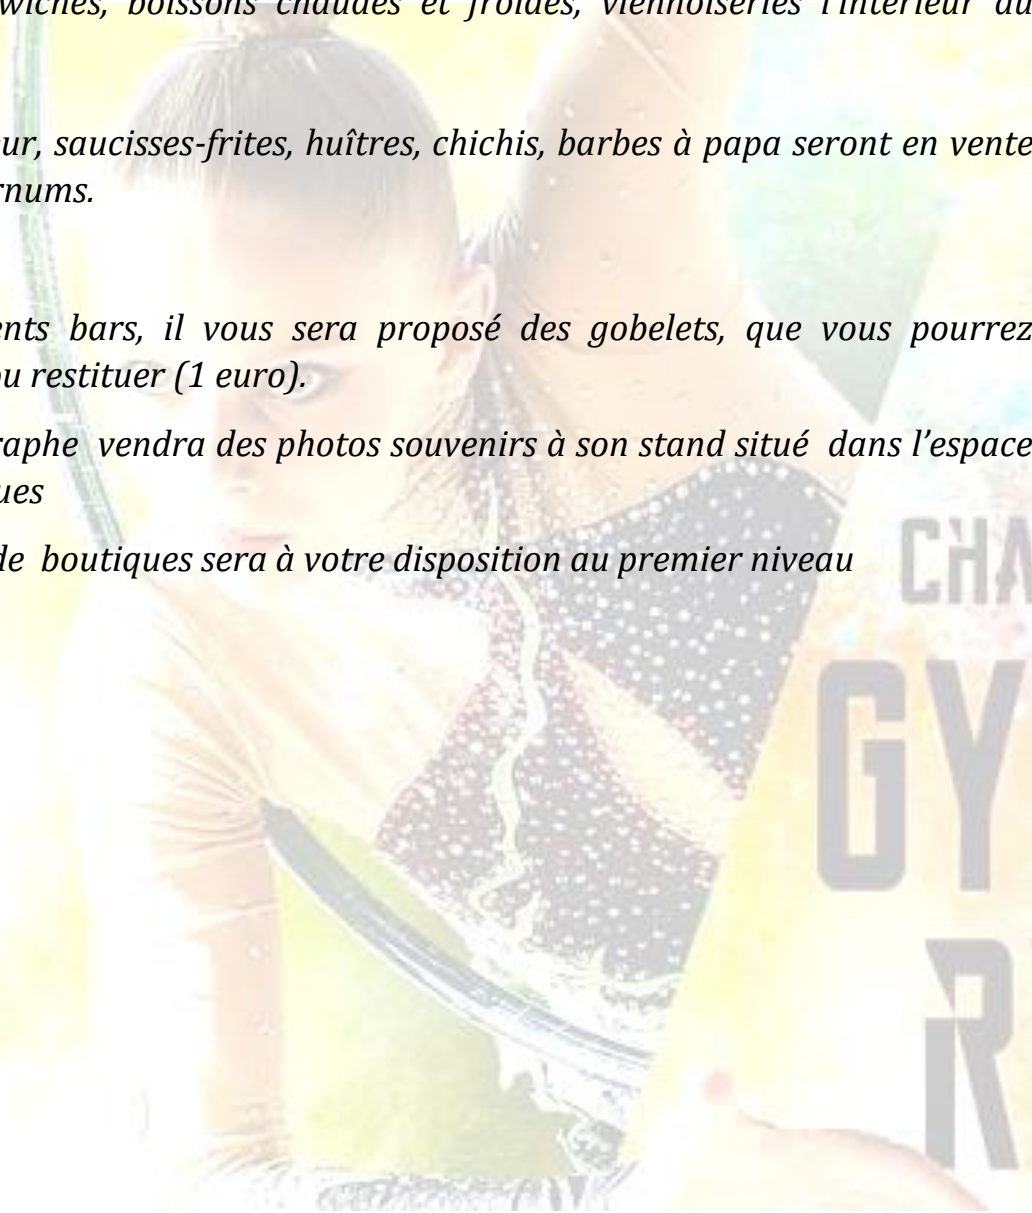 wiches, boissons chaudes et froides, viennoiseries l'intérieur du
ur, saucisses-frites, huîtres, chichis, barbes à papa seront en vente
rnums.
ents bars, il vous sera proposé des gobelets, que vous pourrez
ou restituer (1 euro).
raphe vendra des photos souvenirs à son stand situé dans l’espace
ues
de boutiques sera à votre disposition au premier niveau
CHA
GY
R